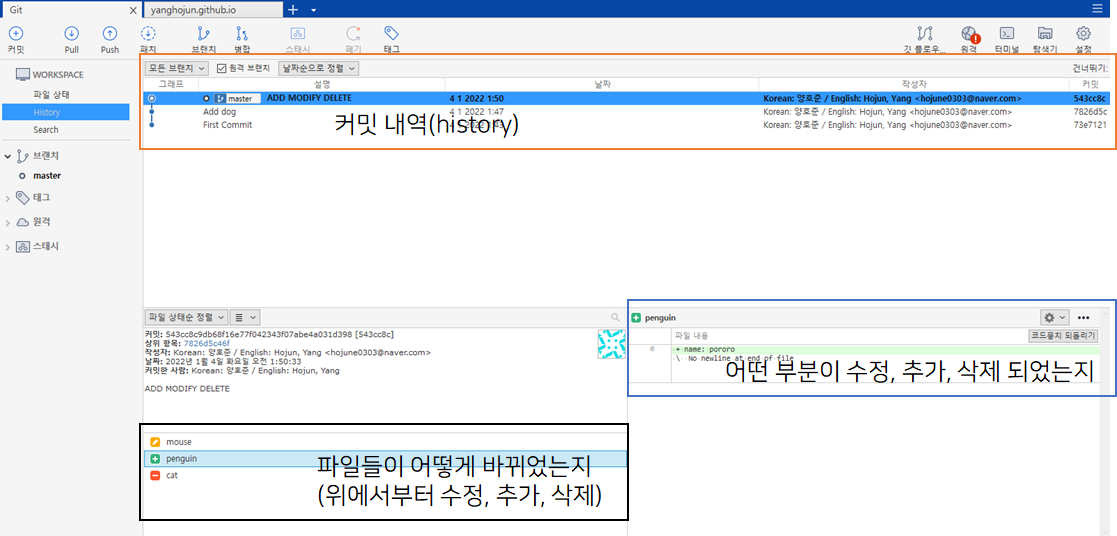 Git
yanghojun.github.io
커밋
Pull
Push
패치
브랜치
병합
스태시
폐기
태그
깃 플로우...
원격
터미널
탐색기
설정
WORKSPACE
파일 상태
History
Search
브랜치
master
태그
원격
스태시
모든 브랜치
원격 브랜치
날짜순으로 정렬
건너뛰기:
그래프 설명 날짜 작성자 커밋
master ADD MODIFY DELETE 4 1 2022 1:50 Korean: 양호준 / English: Hojun, Yang <hojune0303@naver.com> 543cc8c
Add dog 4 1 2022 1:47 Korean: 양호준 / English: Hojun, Yang <hojune0303@naver.com> 7826d5c
First Commit Korean: 양호준 / English: Hojun, Yang <hojune0303@naver.com> 73e7121
커밋 내역(history)
파일 상태순 정렬
커밋: 543cc8c9db68f16e77f042343f07abe4a031d398 [543cc8c]
상위 항목: 7826d5c46f
작성자: Korean: 양호준 / English: Hojun, Yang <hojune0303@naver.com>
날짜: 2022년 1월 4일 화요일 오전 1:50:33
커밋한 사람: Korean: 양호준 / English: Hojun, Yang
ADD MODIFY DELETE
mouse
penguin
cat
파일들이 어떻게 바뀌었는지
(위에서부터 수정, 추가, 삭제)
penguin
파일 내용
코드뭉치 되돌리기
0 + name: pororo
\ No newline at end of file
어떤 부분이 수정, 추가, 삭제 되었는지